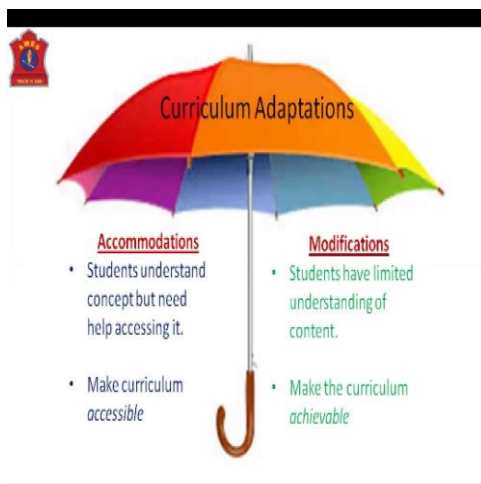 Curriculum Adaptations
Accommodations
• Students understand
concept but need
help accessing it.
• Make curriculum
accessible
Modifications
• Students have limited
understanding of
content.
• Make the curriculum
achievable